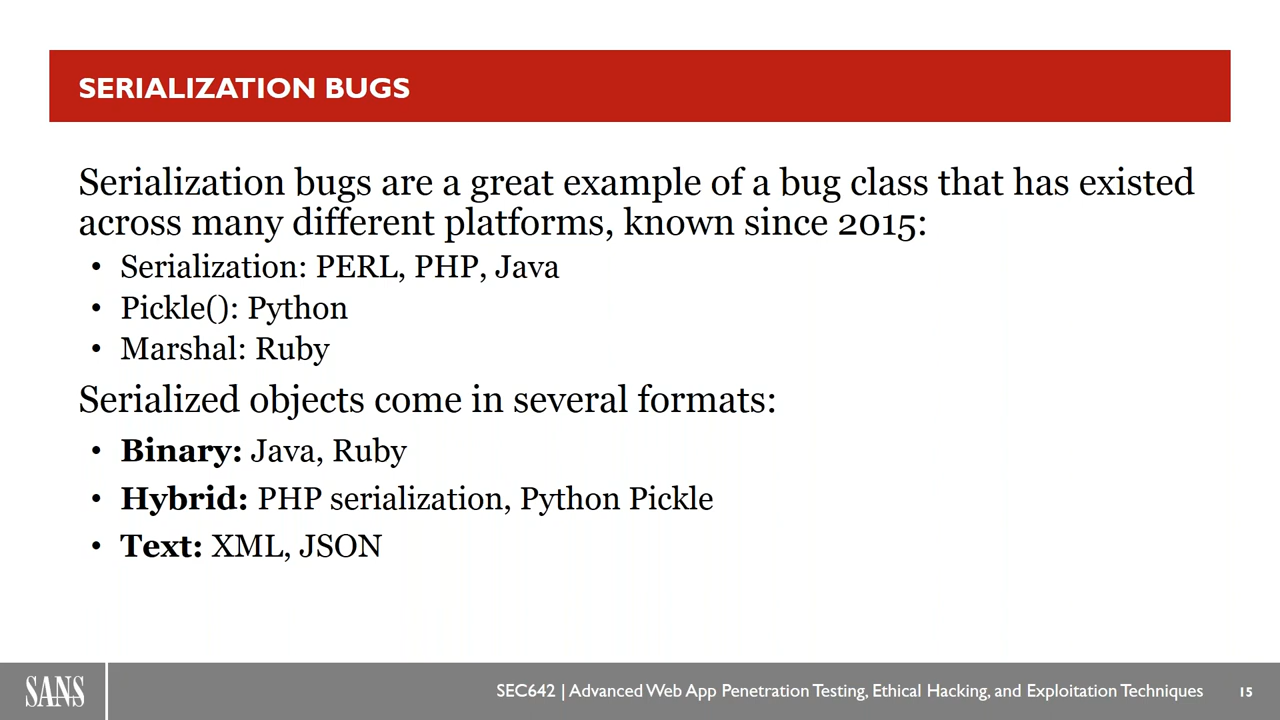 SERIALIZATION BUGS
Serialization bugs are a great example of a bug class that has existed
across many different platforms, known since 2015:
• Serialization: PERL, PHP, Java
• Pickle(): Python
• Marshal: Ruby
Serialized objects come in several formats:
• Binary: Java, Ruby
• Hybrid: PHP serialization, Python Pickle
• Text: XML, JSON
SANS
SEC642 | Advanced Web App Penetration Testing, Ethical Hacking, and Exploitation Techniques
15